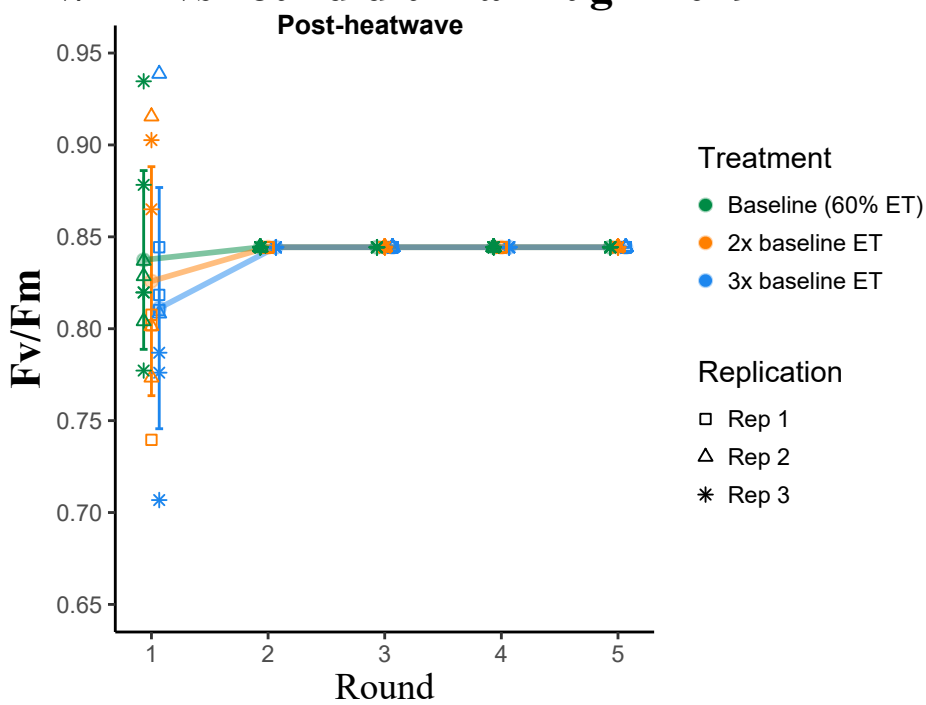 Post-heatwave
0.95
0.90
0.85
0.80
0.75
0.70
0.65
Fv/Fm
1 2 3 4 5
Round
Treatment
Baseline (60% ET)
2x baseline ET
3x baseline ET
Replication
Rep 1
Rep 2
Rep 3